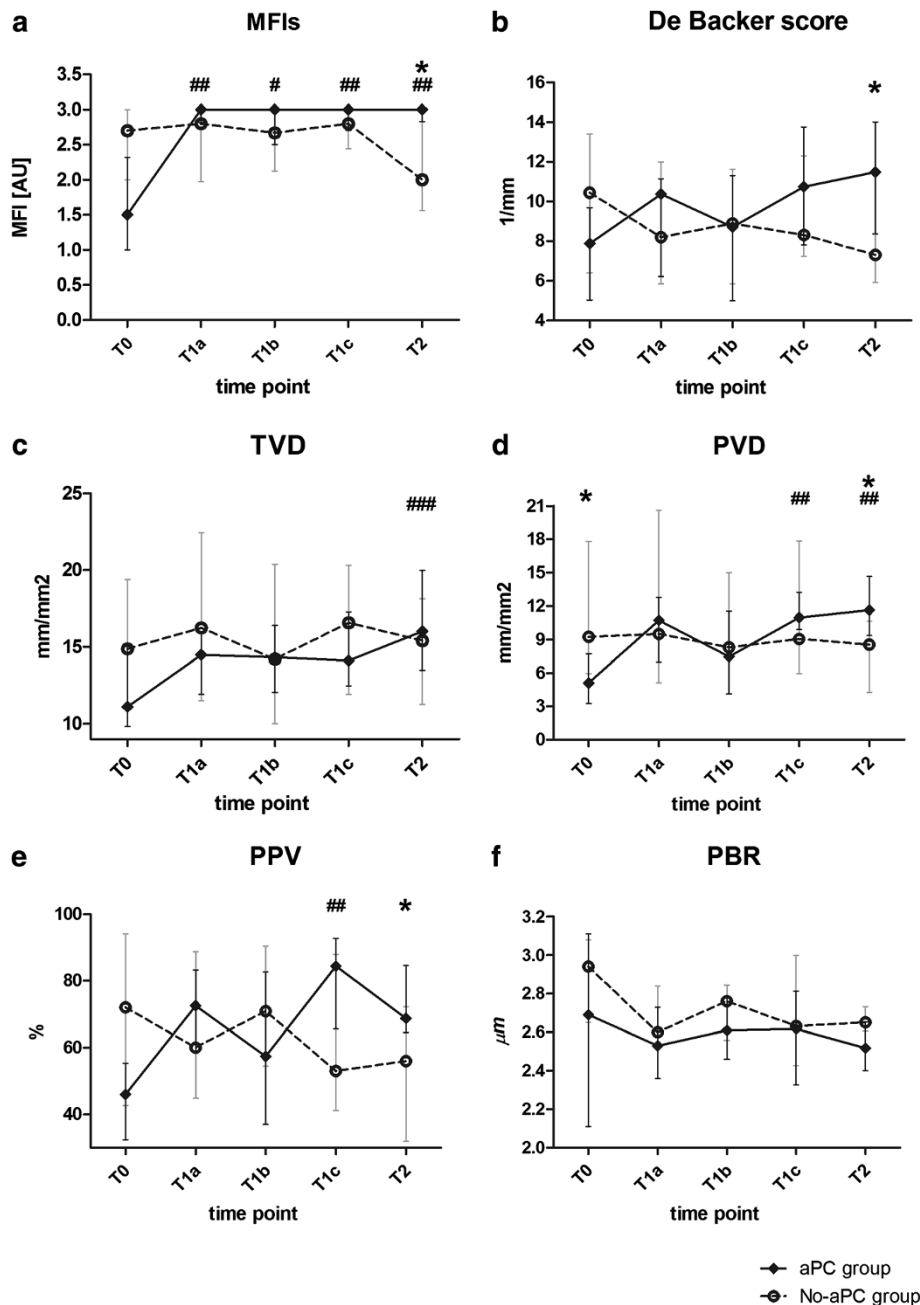 a MFIs
* 
## # ## ##
3.5
3.0
2.5
2.0
1.5
1.0
0.5
0.0
MFI [AU]
T0 T1a T1b T1c T2
time point
b De Backer score
*
16
14
12
10
8
6
4
1/mm
T0 T1a T1b T1c T2
time point
c TVD
###
25
20
15
10
mm/mm2
T0 T1a T1b T1c T2
time point
d PVD
* *
## ##
21
18
15
12
9
6
3
0
mm/mm2
T0 T1a T1b T1c T2
time point
e PPV
## *
100
80
60
40
%
T0 T1a T1b T1c T2
time point
f PBR
3.2
3.0
2.8
2.6
2.4
2.2
2.0
μm
T0 T1a T1b T1c T2
time point
aPC group
No-aPC group